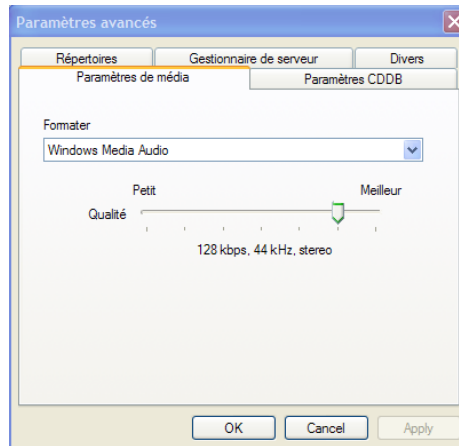 Paramètres avancés
Répertoires Gestionnaire de serveur Divers
Paramètres de média Paramètres CDDB
Formater
Windows Media Audio
Petit Meilleur
Qualité
128 kbps, 44 kHz, stereo
OK Cancel Apply